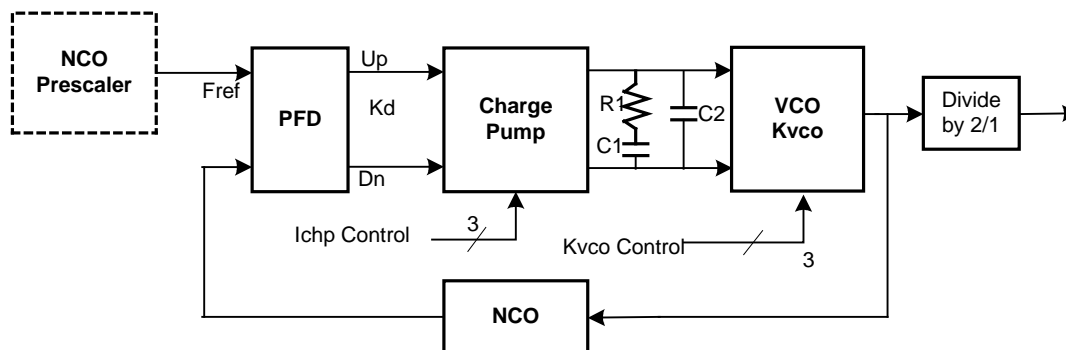 NCO
Prescaler
Fref
PFD
Up
Kd
Dn
Charge
Pump
R1
C1
C2
VCO
Kvco
Divide
by 2/1
Ichp Control
3
Kvco Control
3
NCO